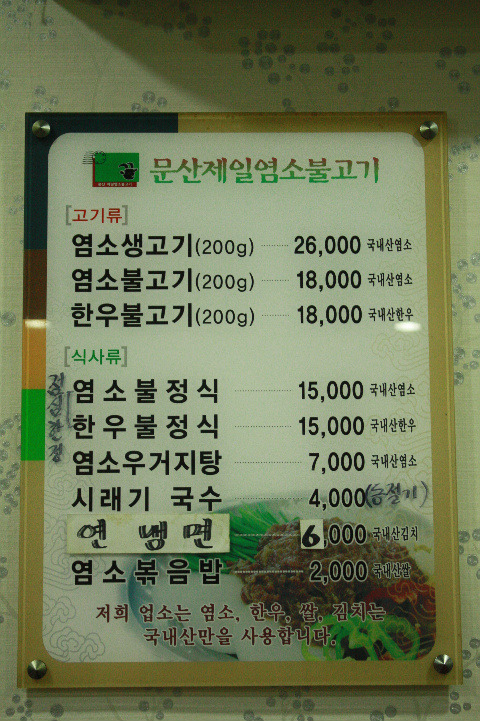 문산제일염소불고기
[고기류]
염소생고기(200g) 26,000 국내산염소
염소불고기(200g) 18,000 국내산염소
한우불고기(200g) 18,000 국내산한우
[식사류]
점심한정
염소불정식 15,000 국내산염소
한우불정식 15,000 국내산한우
염소우거지탕 7,000 국내산염소
시래기 국수 4,000
연냉면 6,000 국내산김치
염소볶음밥 2,000 국내산쌀
저희 업소는 염소, 한우, 쌀, 김치는
국내산만을 사용합니다.